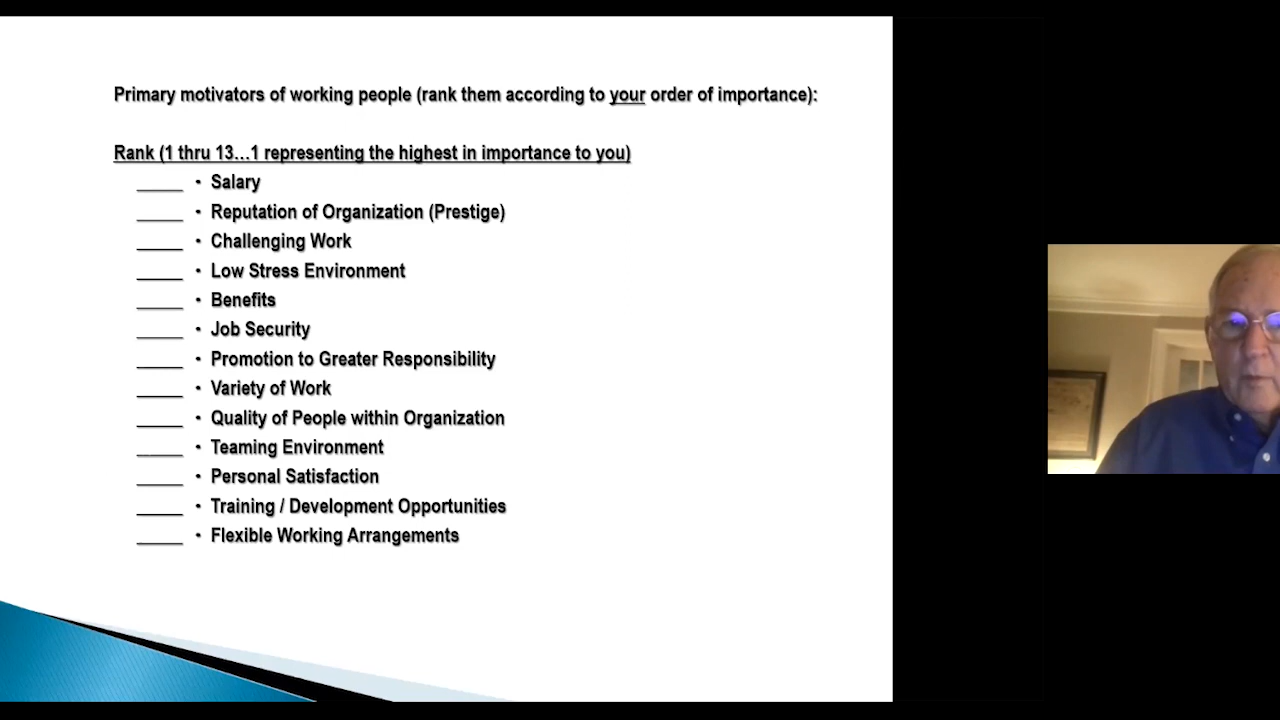 Primary motivators of working people (rank them according to your order of importance):
Rank (1 thru 13…1 representing the highest in importance to you)
_____ • Salary
_____ • Reputation of Organization (Prestige)
_____ • Challenging Work
_____ • Low Stress Environment
_____ • Benefits
_____ • Job Security
_____ • Promotion to Greater Responsibility
_____ • Variety of Work
_____ • Quality of People within Organization
_____ • Teaming Environment
_____ • Personal Satisfaction
_____ • Training / Development Opportunities
_____ • Flexible Working Arrangements